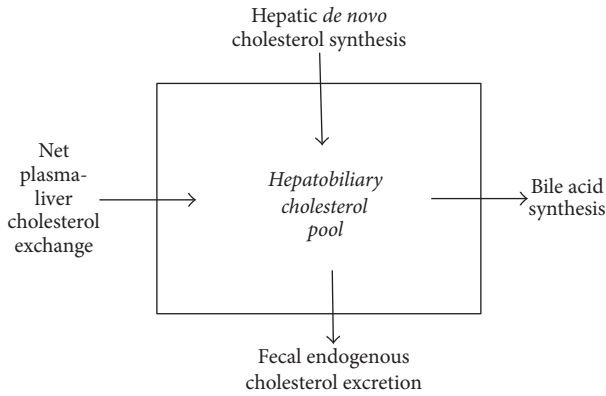 Hepatic de novo
cholesterol synthesis
Net
plasma-
liver
cholesterol
exchange
Hepatobiliary
cholesterol
pool
Bile acid
synthesis
Fecal endogenous
cholesterol excretion